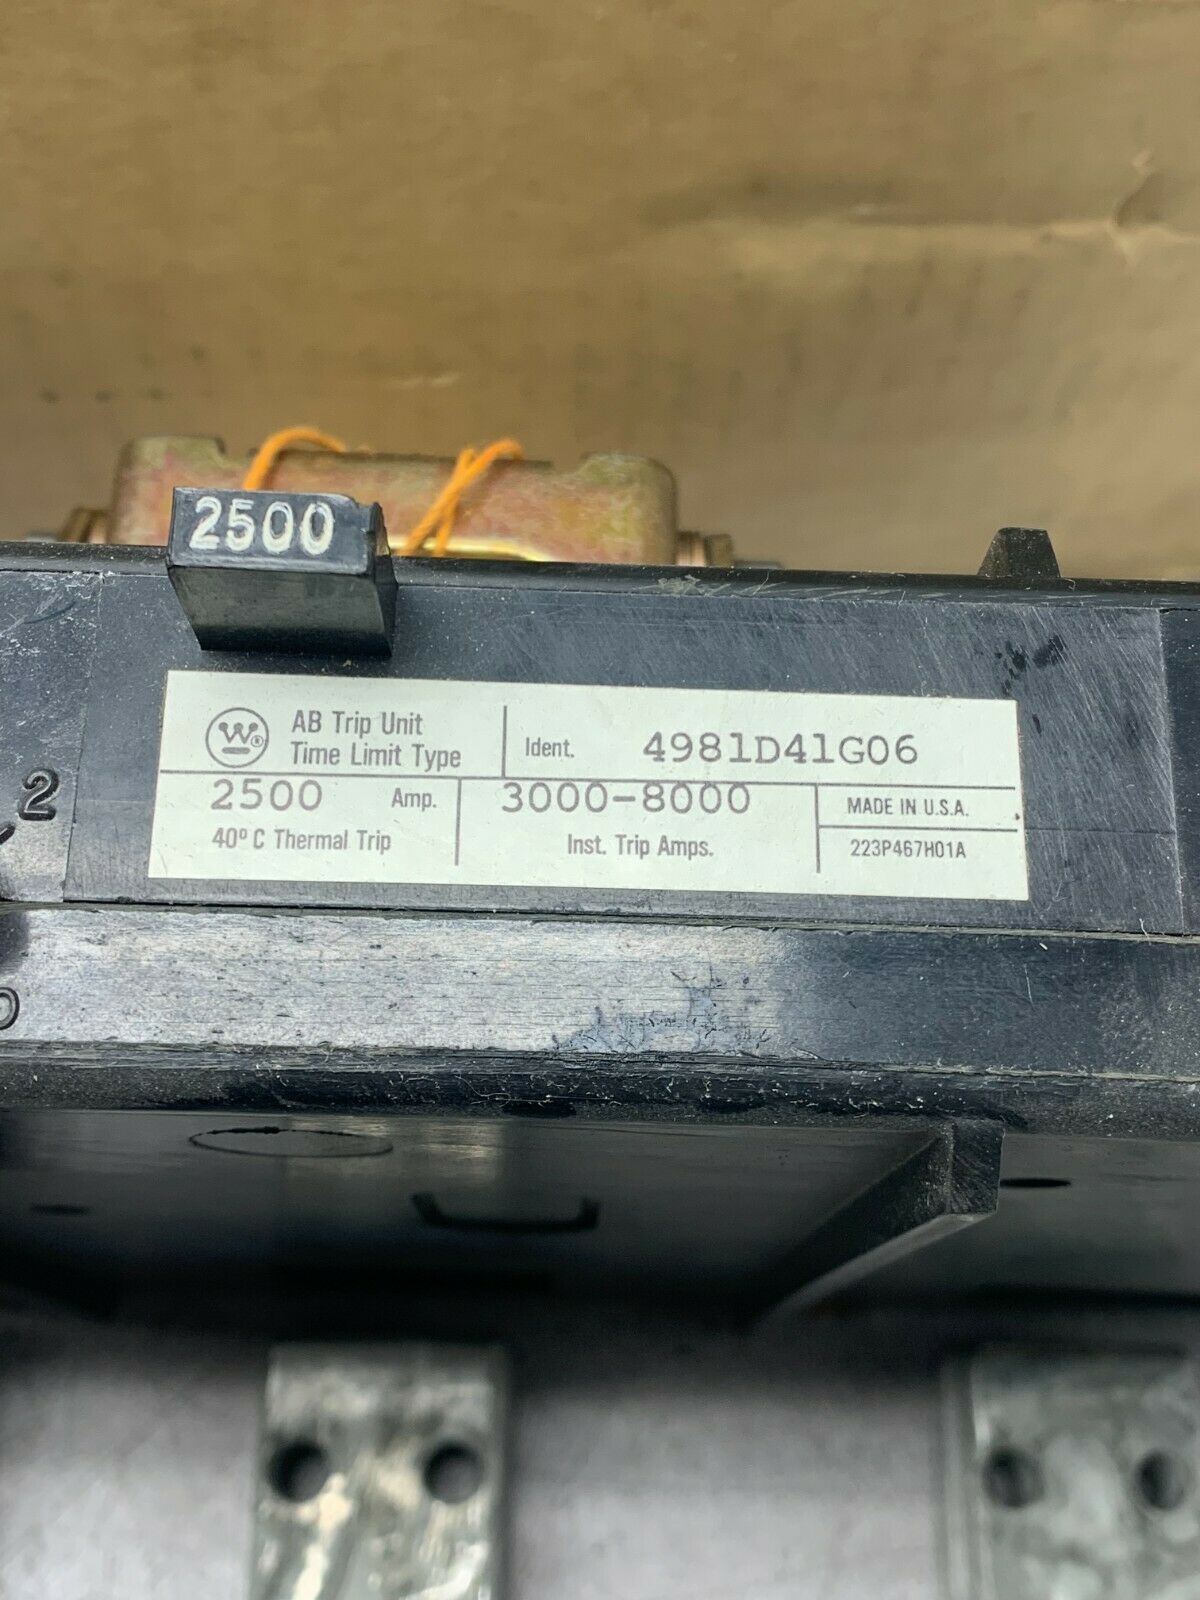 2500
AB Trip Unit
Time Limit Type
Ident. 4981D41G06
2500 Amp.
40° C Thermal Trip
3000-8000
Inst. Trip Amps.
MADE IN U.S.A.
223P467H01A
2